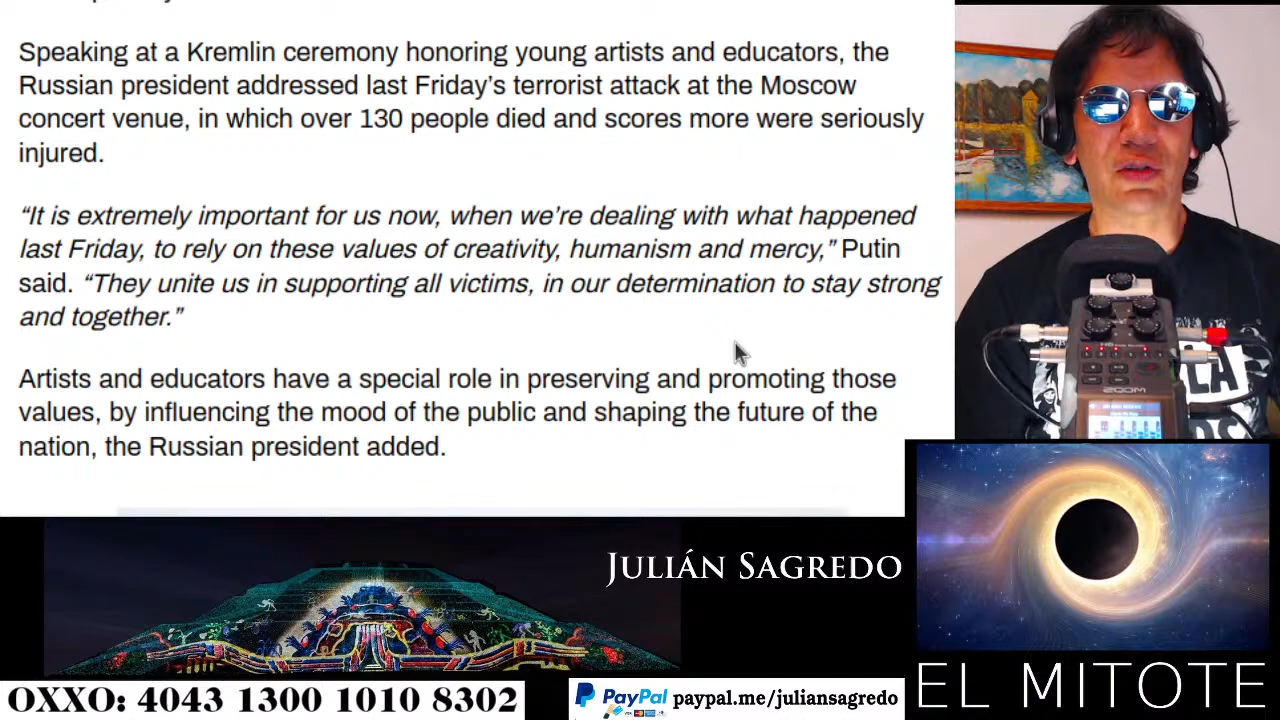 Speaking at a Kremlin ceremony honoring young artists and educators, the
Russian president addressed last Friday’s terrorist attack at the Moscow
concert venue, in which over 130 people died and scores more were seriously
injured.
“It is extremely important for us now, when we’re dealing with what happened
last Friday, to rely on these values of creativity, humanism and mercy,” Putin
said. “They unite us in supporting all victims, in our determination to stay strong
and together.”
Artists and educators have a special role in preserving and promoting those
values, by influencing the mood of the public and shaping the future of the
nation, the Russian president added.
zoom
JULIÁN SAGREDO
EL MITOTE
OXXO: 4043 1300 1010 8302
PayPal paypal.me/juliansagredo